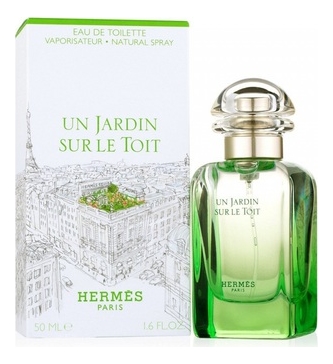 EAU DE TOILETTE
VAPORISATEUR • NATURAL SPRAY
UN JARDIN
SUR LE TOIT
HERMÈS
PARIS
50 ML ℮ 1.6 FL.OZ
UN JARDIN
SUR LE TOIT
HERMÈS
PARIS